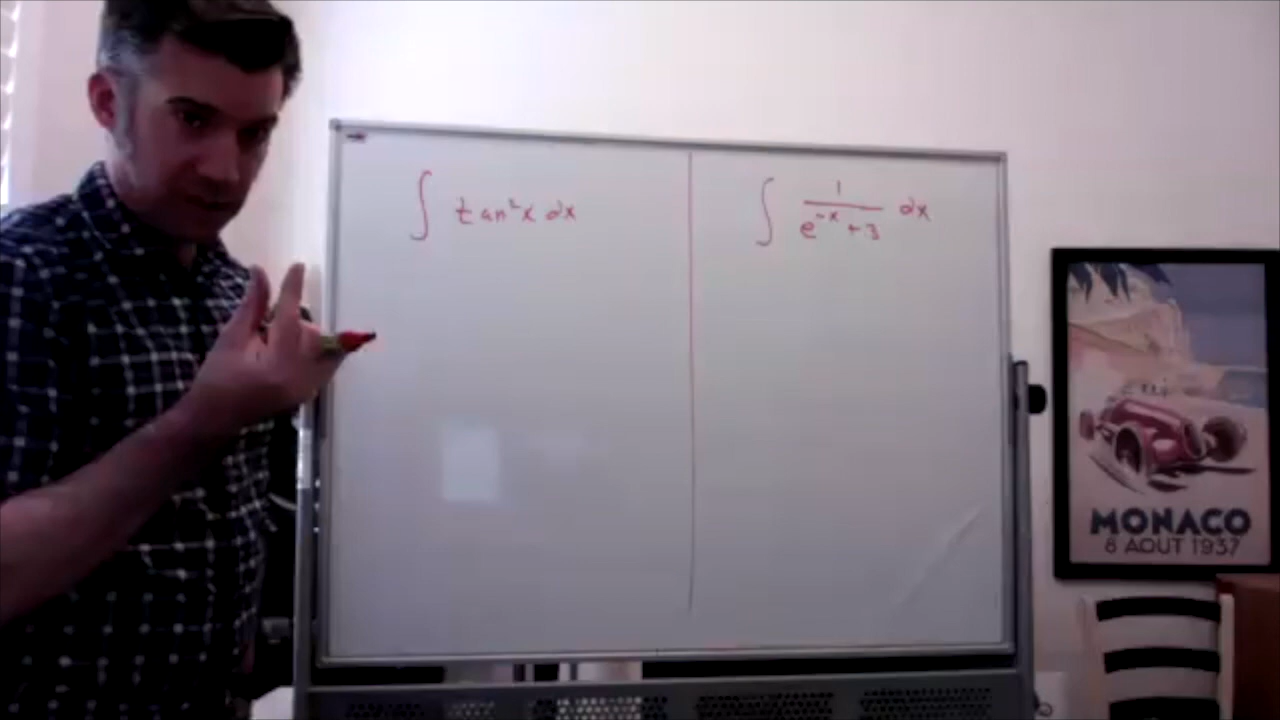 ∫ tan²x dx
∫ 1/(e⁻ˣ + 3) dx
MONACO
8 AOUT 1937